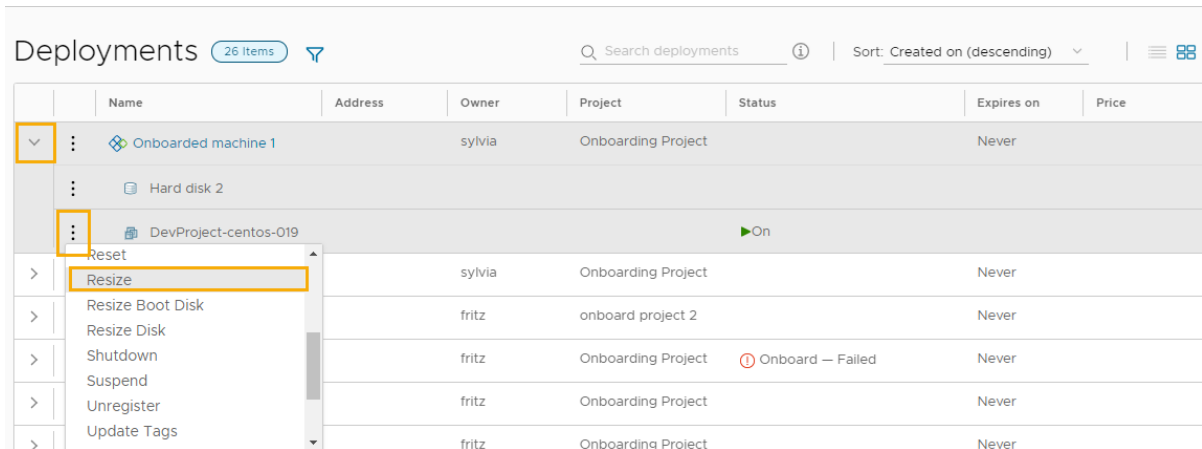 Deployments 26 Items Search deployments Sort: Created on (descending)
Name Address Owner Project Status Expires on Price
Onboarded machine 1 sylvia Onboarding Project Never
Hard disk 2
DevProject-centos-019 On
Reset
sylvia Onboarding Project Never
Resize
Resize Boot Disk
fritz onboard project 2 Never
Resize Disk
Shutdown
fritz Onboarding Project Onboard — Failed Never
Suspend
Unregister
fritz Onboarding Project Never
Update Tags
fritz Onboarding Project Never